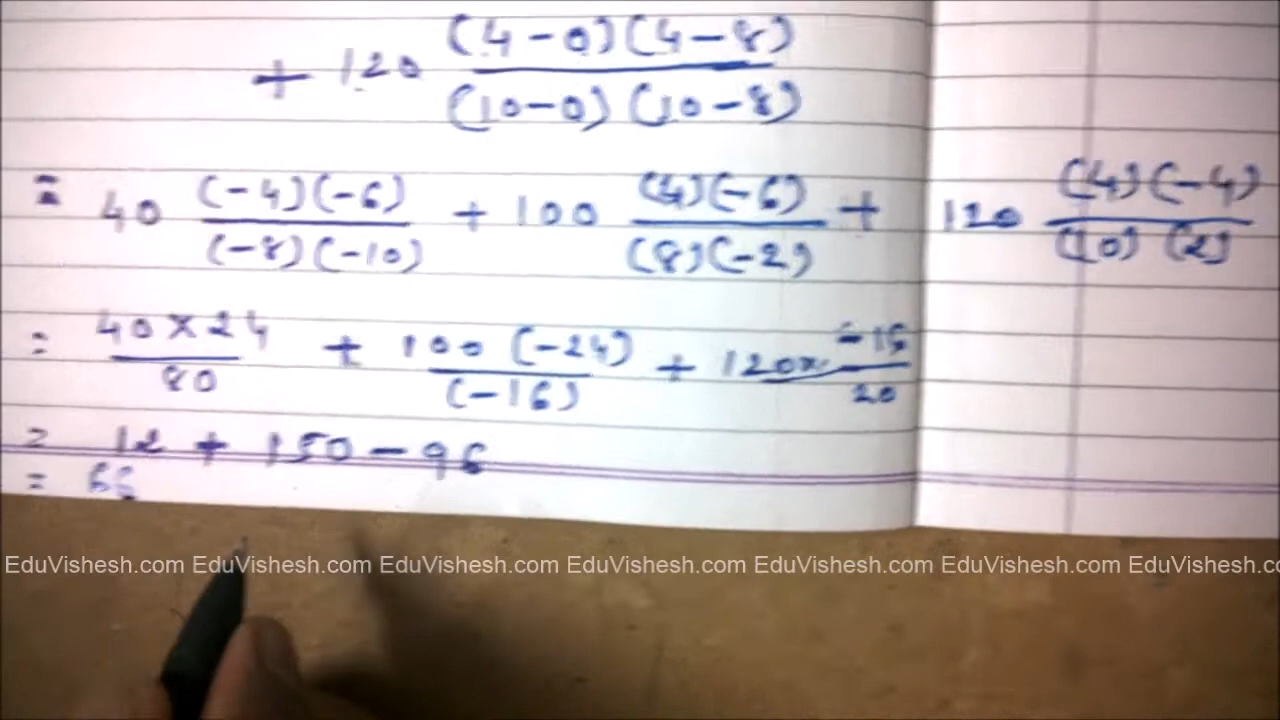 + 120 (4-0)(4-8) / (10-0)(10-8)
= 40 (-4)(-6) / (-8)(-10) + 100 (4)(-6) / (8)(-2) + 120 (4)(-4) / (10)(2)
= 40×24 / 80 + 100(-24) / (-16) + 120× -16 / 20
= 12 + 150 - 96
= 66
EduVishesh.com EduVishesh.com EduVishesh.com EduVishesh.com EduVishesh.com EduVishesh.com EduVishesh.c